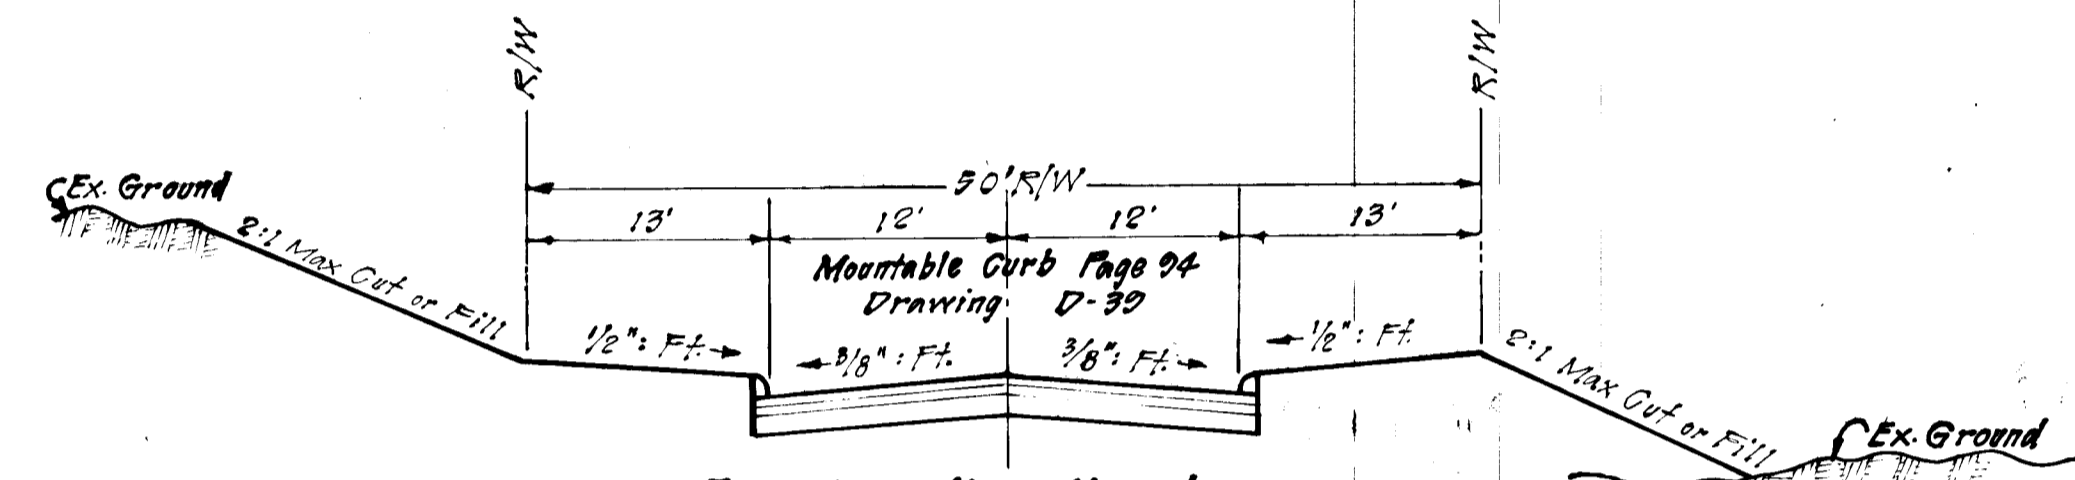 R/W
R/W
50' R/W
13'
12'
12'
13'
Ex. Ground
2:1 Max Cut or Fill
Mountable Curb Page 94
Drawing D-39
1/2": Ft.
3/8": Ft.
3/8": Ft.
1/2": Ft.
2:1 Max Cut or Fill
Ex. Ground